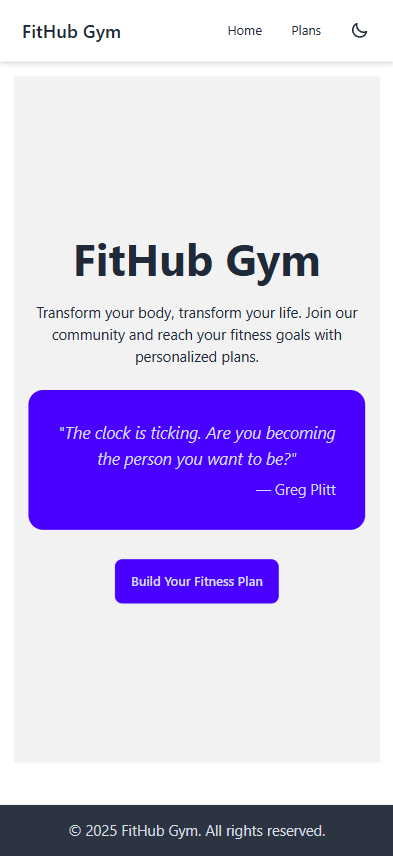 FitHub Gym
Home
Plans
FitHub Gym
Transform your body, transform your life. Join our
community and reach your fitness goals with
personalized plans.
"The clock is ticking. Are you becoming
the person you want to be?"
— Greg Plitt
Build Your Fitness Plan
© 2025 FitHub Gym. All rights reserved.